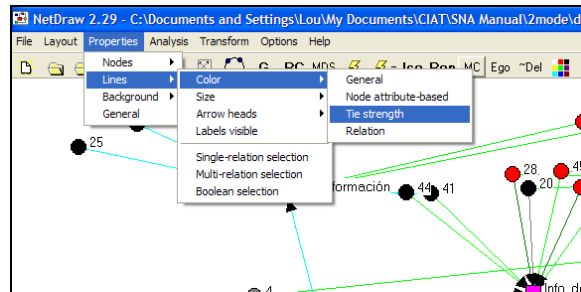 NetDraw 2.29 - C:\Documents and Settings\Lou\My Documents\CIAT\SNA Manual\2mode\d
File Layout Properties Analysis Transform Options Help
G PC MDS = Iso Ron MC Ego ~Del
Nodes
Lines
Background
General
Color
Size
Arrow heads
Labels visible
Single-relation selection
Multi-relation selection
Boolean selection
General
Node attribute-based
Tie strength
Relation
25
formación
44
41
28
45
20
4
Info. d